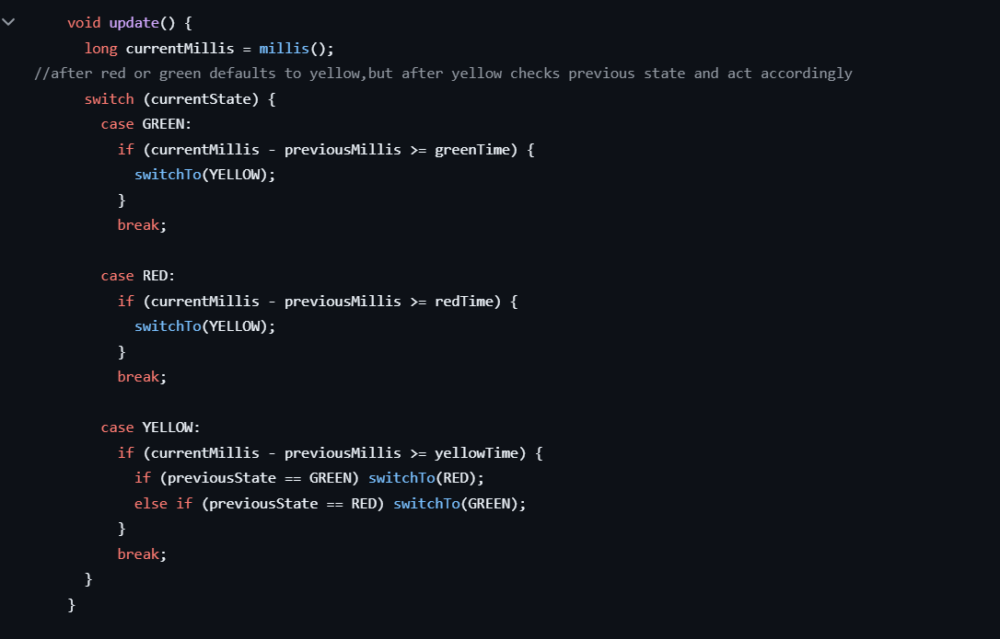 void update() {
long currentMillis = millis();
//after red or green defaults to yellow,but after yellow checks previous state and act accordingly
switch (currentState) {
case GREEN:
if (currentMillis - previousMillis >= greenTime) {
switchTo(YELLOW);
}
break;
case RED:
if (currentMillis - previousMillis >= redTime) {
switchTo(YELLOW);
}
break;
case YELLOW:
if (currentMillis - previousMillis >= yellowTime) {
if (previousState == GREEN) switchTo(RED);
else if (previousState == RED) switchTo(GREEN);
}
break;
}
}